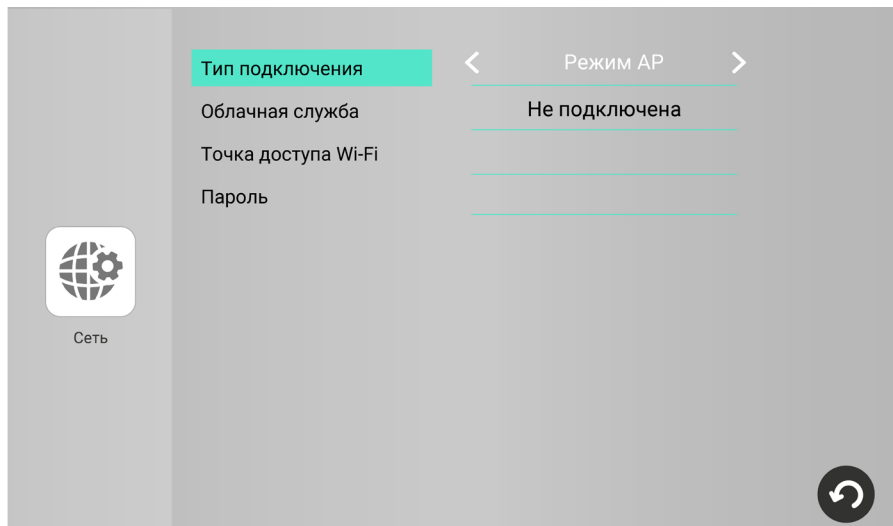 Тип подключения
Режим AP
Облачная служба
Не подключена
Точка доступа Wi-Fi
Пароль
Сеть